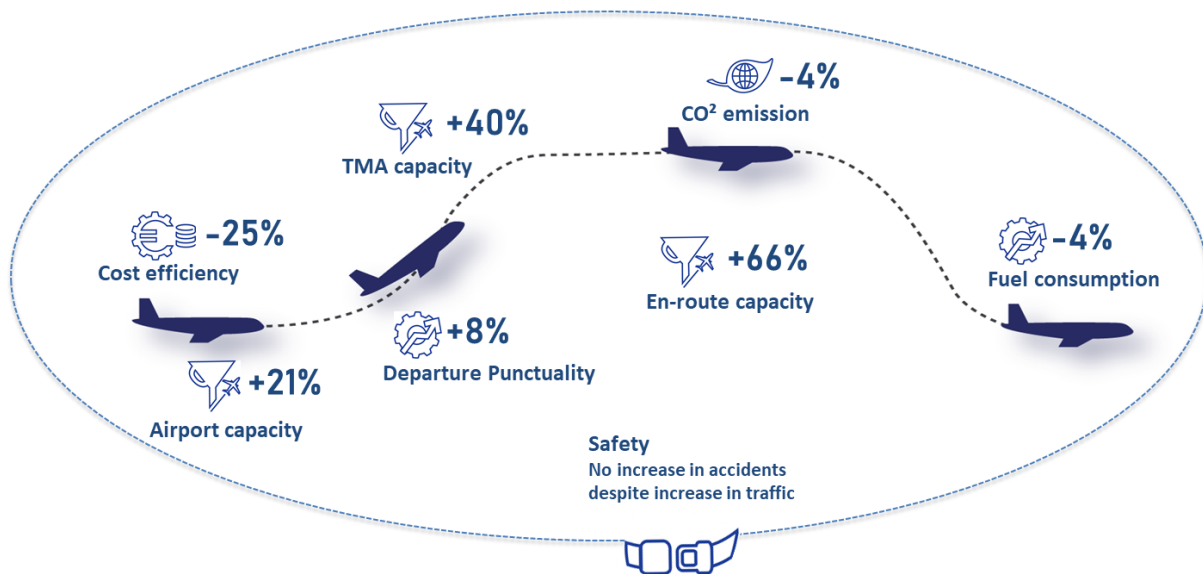 -4%
CO² emission
+40%
TMA capacity
-25%
Cost efficiency
+66%
En-route capacity
-4%
Fuel consumption
+8%
Departure Punctuality
+21%
Airport capacity
Safety
No increase in accidents
despite increase in traffic